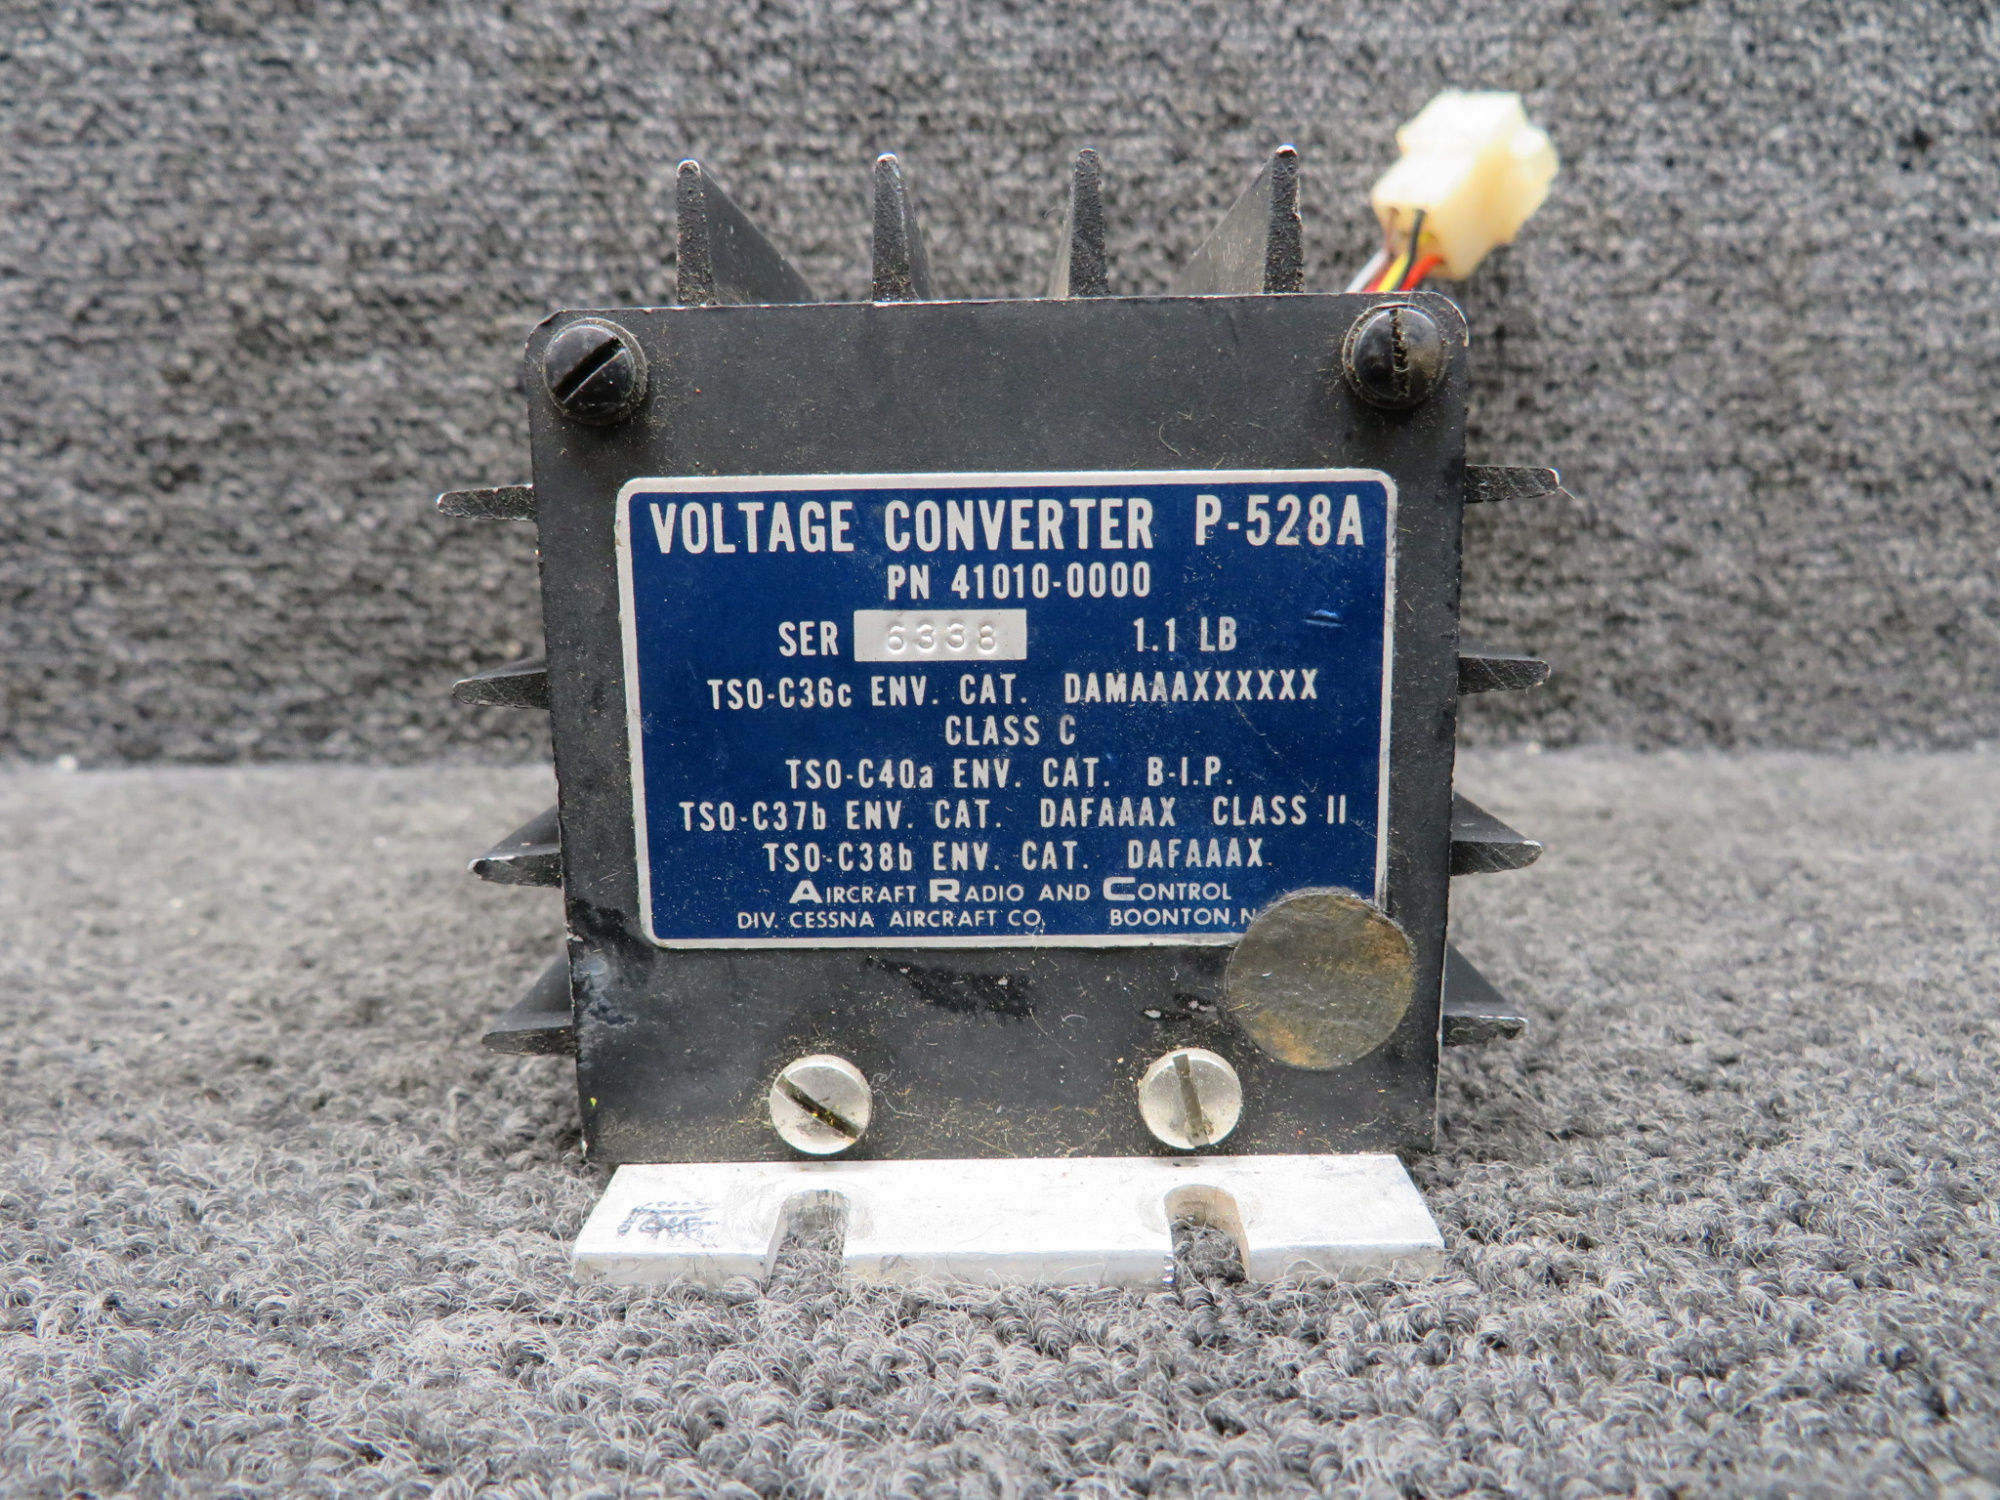 VOLTAGE CONVERTER P-528A
PN 41010-0000
SER 6338 1.1 LB
TSO-C36c ENV. CAT. DAMAAAXXXXXX
CLASS C
TSO-C40a ENV. CAT. B-I.P.
TSO-C37b ENV. CAT. DAFAAAX CLASS II
TSO-C38b ENV. CAT. DAFAAAX
AIRCRAFT RADIO AND CONTROL
DIV. CESSNA AIRCRAFT CO. BOONTON, N